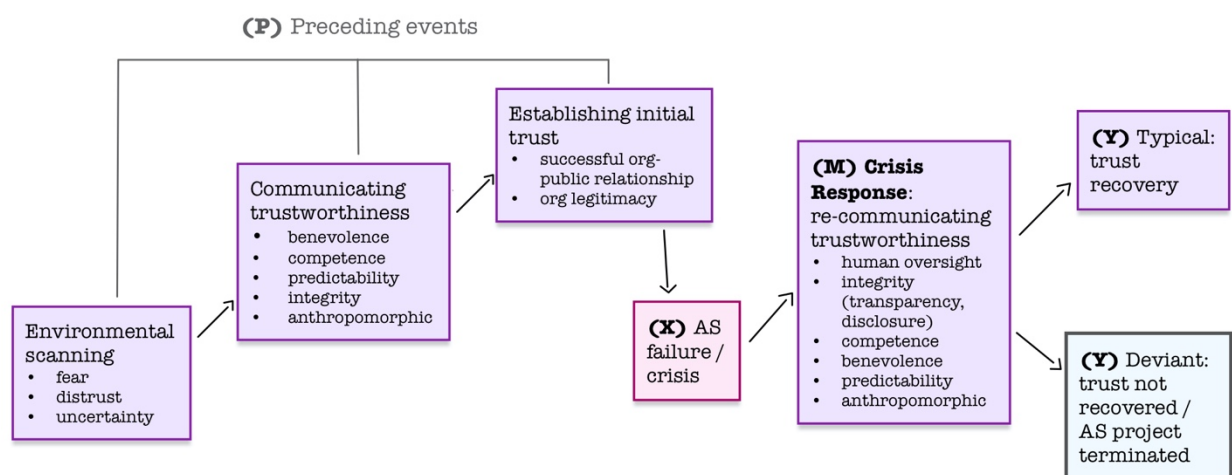 (P) Preceding events
Environmental
scanning
• fear
• distrust
• uncertainty
Communicating
trustworthiness
• benevolence
• competence
• predictability
• integrity
• anthropomorphic
Establishing initial
trust
• successful org-
public relationship
• org legitimacy
(X) AS
failure /
crisis
(M) Crisis
Response:
re-communicating
trustworthiness
• human oversight
• integrity
(transparency,
disclosure)
• competence
• benevolence
• predictability
• anthropomorphic
(Y) Typical:
trust
recovery
(Y) Deviant:
trust not
recovered /
AS project
terminated